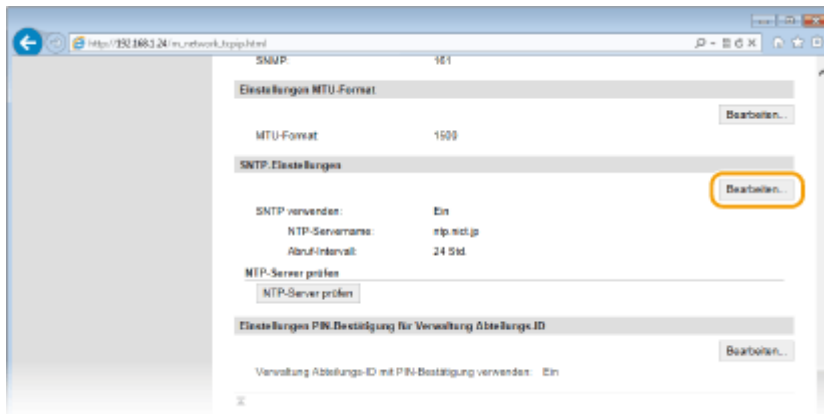 http://192.168.1.24/m_network_tcpip.html
SNMP: 161
Einstellungen MTU-Format
Bearbeiten...
MTU-Format 1500
SNTP-Einstellungen
Bearbeiten...
SNTP verwenden: Ein
NTP-Servername: ntp.nict.jp
Abruf-Intervall: 24 Std.
NTP-Server prüfen
NTP-Server prüfen
Einstellungen PIN-Bestätigung für Verwaltung Abteilungs-ID
Bearbeiten...
Verwaltung Abteilungs-ID mit PIN-Bestätigung verwenden: Ein